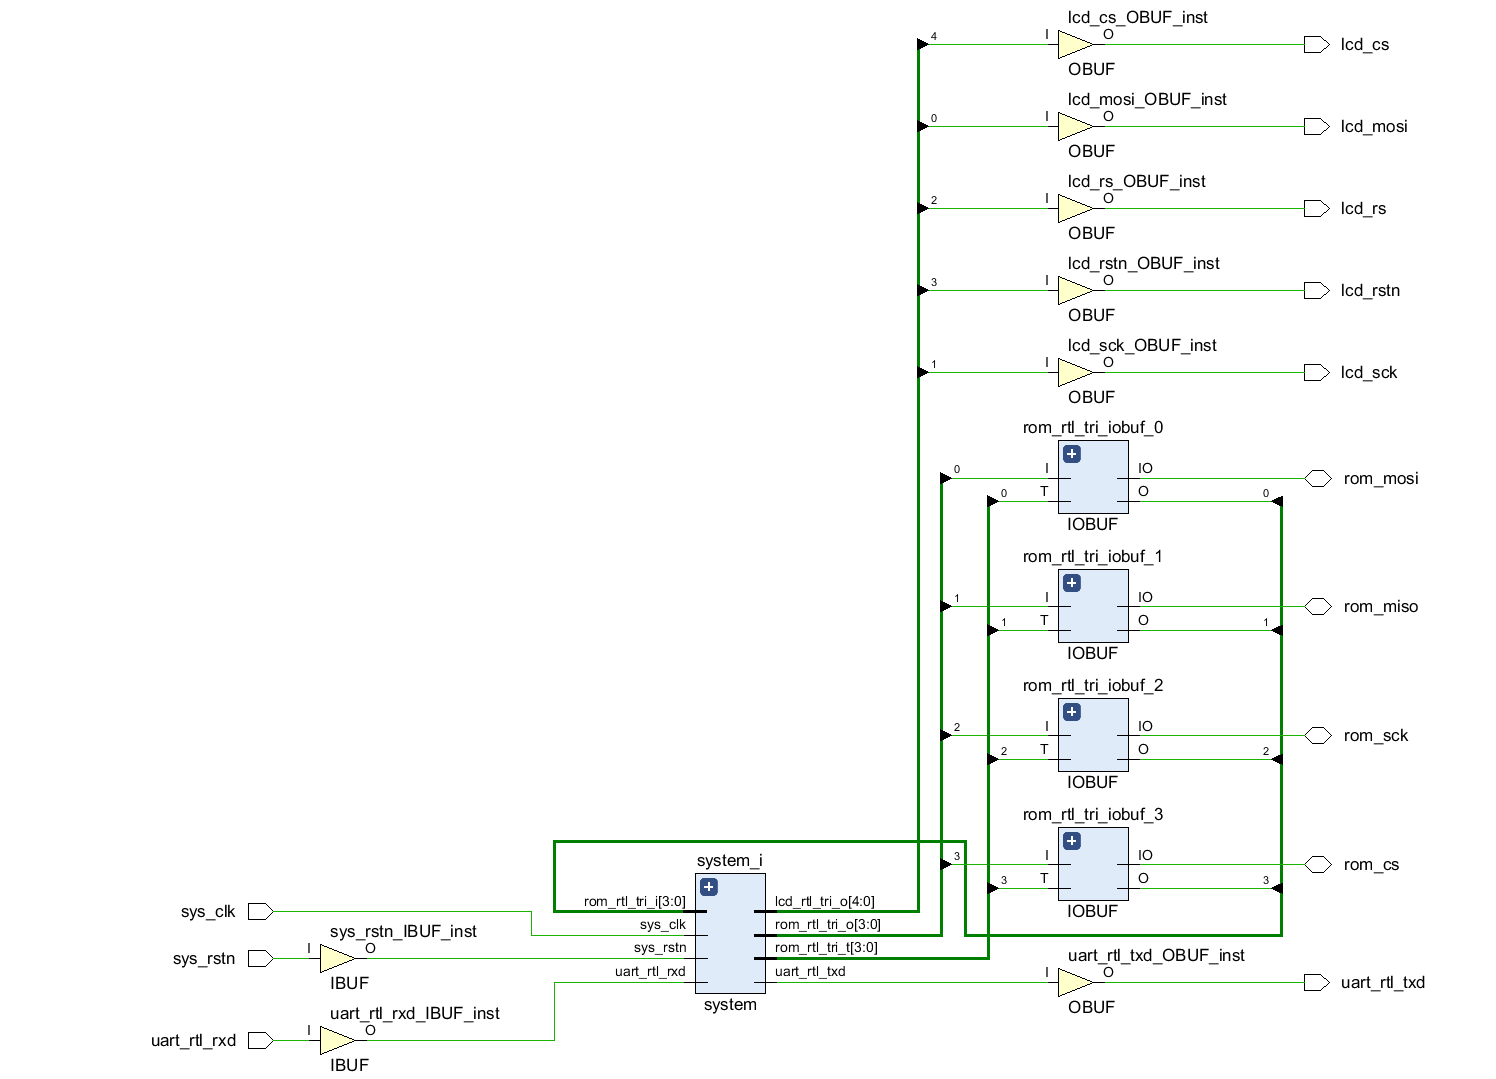 lcd_cs_OBUF_inst
4 I O lcd_cs
OBUF
lcd_mosi_OBUF_inst
0 I O lcd_mosi
OBUF
lcd_rs_OBUF_inst
2 I O lcd_rs
OBUF
lcd_rstn_OBUF_inst
3 I O lcd_rstn
OBUF
lcd_sck_OBUF_inst
1 I O lcd_sck
OBUF
rom_rtl_tri_iobuf_0
0 I IO rom_mosi
0 T O 0
IOBUF
rom_rtl_tri_iobuf_1
1 I IO rom_miso
1 T O 1
IOBUF
rom_rtl_tri_iobuf_2
2 I IO rom_sck
2 T O 2
IOBUF
rom_rtl_tri_iobuf_3
3 I IO rom_cs
3 T O 3
IOBUF
system_i
rom_rtl_tri_i[3:0] lcd_rtl_tri_o[4:0]
sys_clk rom_rtl_tri_o[3:0]
sys_rstn rom_rtl_tri_t[3:0]
uart_rtl_rxd uart_rtl_txd
system
sys_clk
sys_rstn_IBUF_inst
sys_rstn I O
IBUF
uart_rtl_rxd_IBUF_inst
uart_rtl_rxd I O
IBUF
uart_rtl_txd_OBUF_inst
I O uart_rtl_txd
OBUF